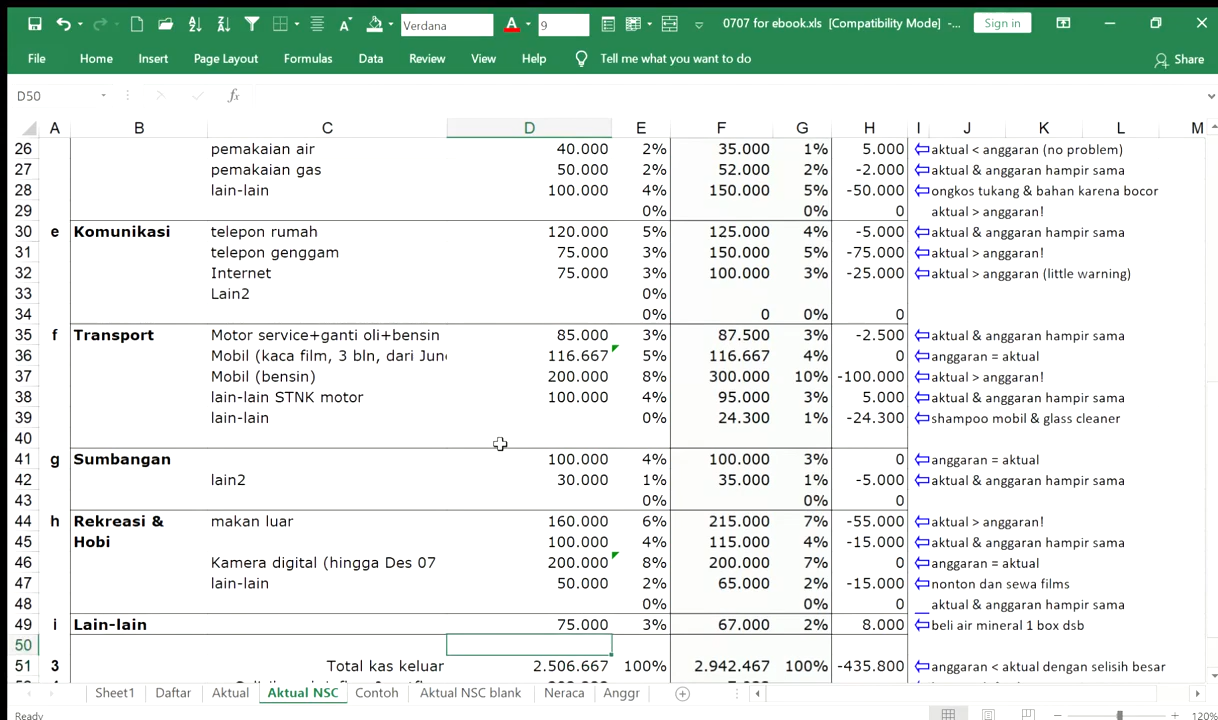 Verdana A 9 0707 for ebook.xls [Compatibility Mode] - ... Sign in
File Home Insert Page Layout Formulas Data Review View Help Tell me what you want to do Share
D50 fx
A B C D E F G H I J K L M
26 pemakaian air 40.000 2% 35.000 1% 5.000 aktual < anggaran (no problem)
27 pemakaian gas 50.000 2% 52.000 2% -2.000 aktual & anggaran hampir sama
28 lain-lain 100.000 4% 150.000 5% -50.000 ongkos tukang & bahan karena bocor
29 0% 0% 0 aktual > anggaran!
30 e Komunikasi telepon rumah 120.000 5% 125.000 4% -5.000 aktual & anggaran hampir sama
31 telepon genggam 75.000 3% 150.000 5% -75.000 aktual > anggaran!
32 Internet 75.000 3% 100.000 3% -25.000 aktual > anggaran (little warning)
33 Lain2 0%
34 0% 0 0% 0
35 f Transport Motor service+ganti oli+bensin 85.000 3% 87.500 3% -2.500 aktual & anggaran hampir sama
36 Mobil (kaca film, 3 bln, dari June 116.667 5% 116.667 4% 0 anggaran = aktual
37 Mobil (bensin) 200.000 8% 300.000 10% -100.000 aktual > anggaran!
38 lain-lain STNK motor 100.000 4% 95.000 3% 5.000 aktual & anggaran hampir sama
39 lain-lain 0% 24.300 1% -24.300 shampoo mobil & glass cleaner
40
41 g Sumbangan 100.000 4% 100.000 3% 0 anggaran = aktual
42 lain2 30.000 1% 35.000 1% -5.000 aktual & anggaran hampir sama
43 0% 0% 0
44 h Rekreasi & makan luar 160.000 6% 215.000 7% -55.000 aktual > anggaran!
45 Hobi 100.000 4% 115.000 4% -15.000 aktual & anggaran hampir sama
46 Kamera digital (hingga Des 07 200.000 8% 200.000 7% 0 anggaran = aktual
47 lain-lain 50.000 2% 65.000 2% -15.000 nonton dan sewa films
48 0% 0% 0 aktual & anggaran hampir sama
49 i Lain-lain 75.000 3% 67.000 2% 8.000 beli air mineral 1 box dsb
50
51 3 Total kas keluar 2.506.667 100% 2.942.467 100% -435.800 anggaran < aktual dengan selisih besar
Sheet1 Daftar Aktual Aktual NSC Contoh Aktual NSC blank Neraca Anggr
Ready 120%